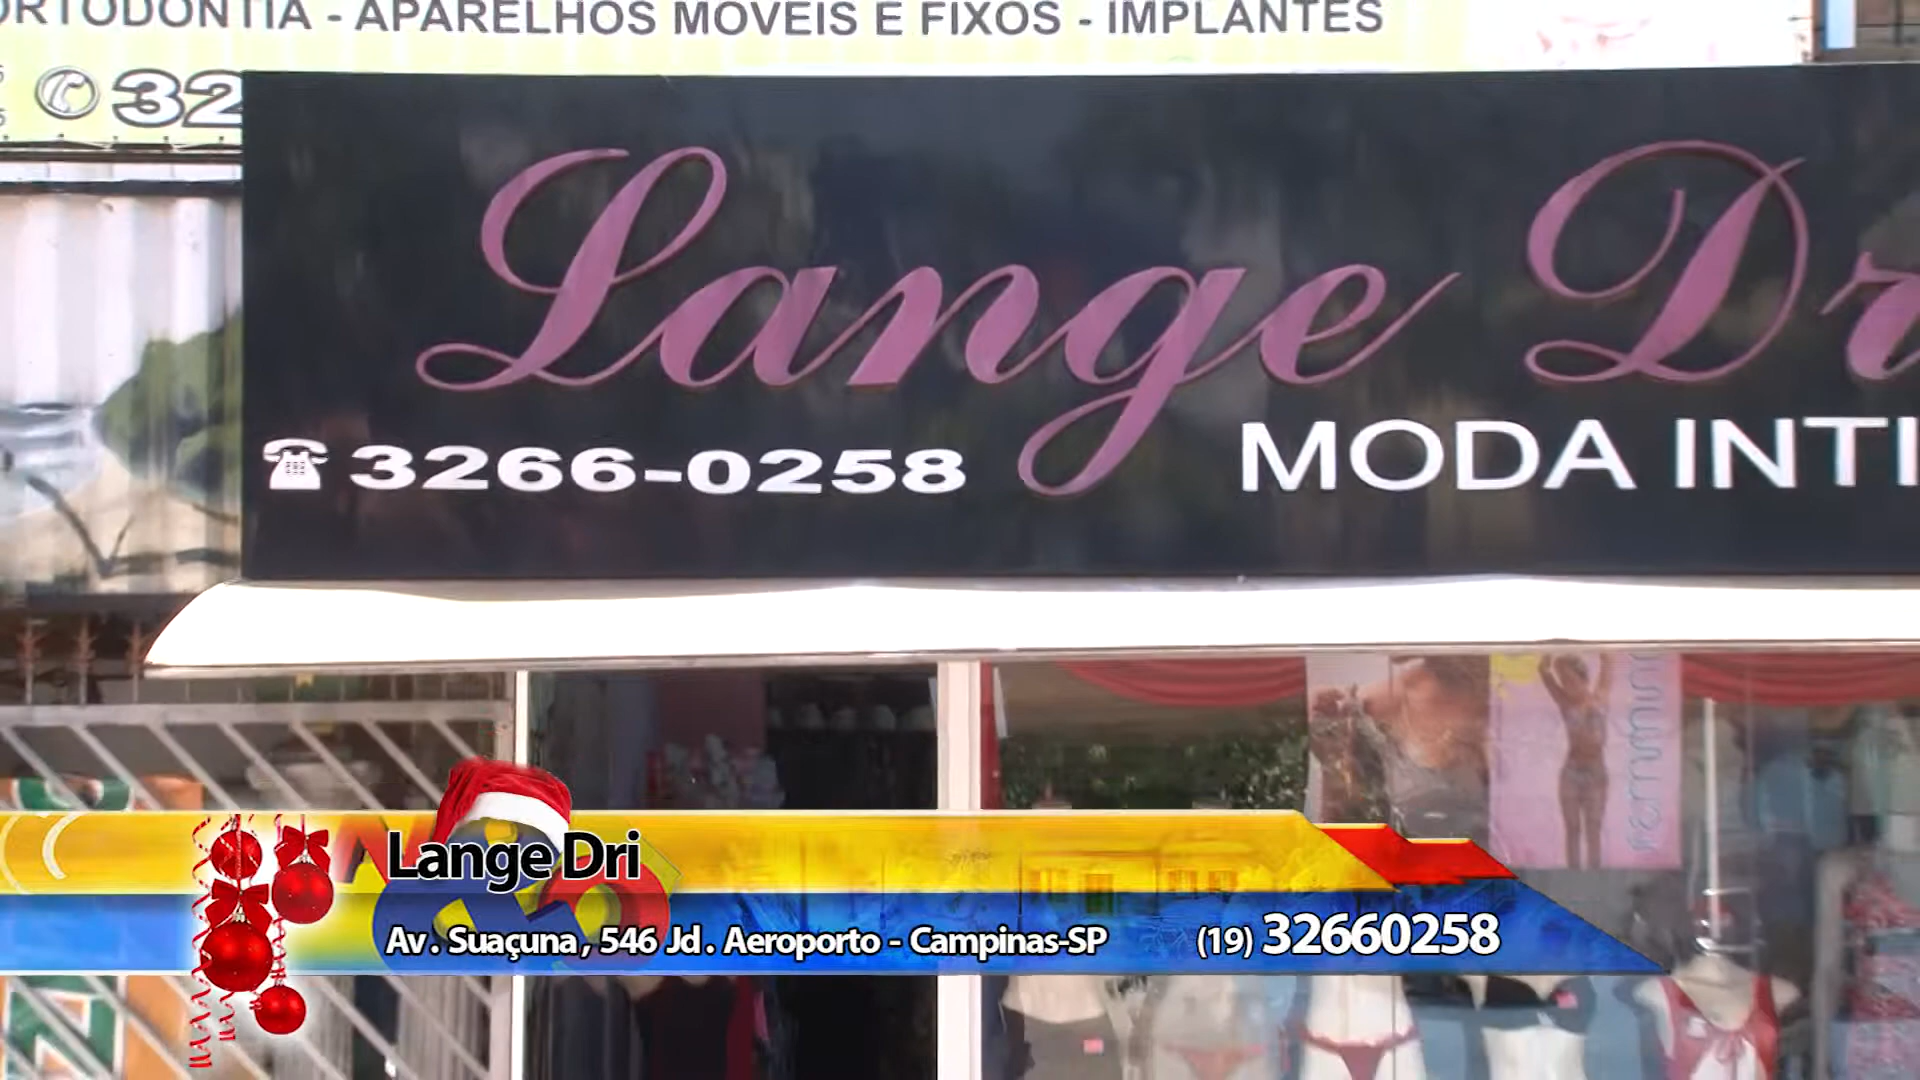 ORTODONTIA - APARELHOS MOVEIS E FIXOS - IMPLANTES
32
Lange Dr
3266-0258
MODA INTI
Lange Dri
Av. Suaçuna, 546 Jd. Aeroporto - Campinas-SP
(19) 32660258